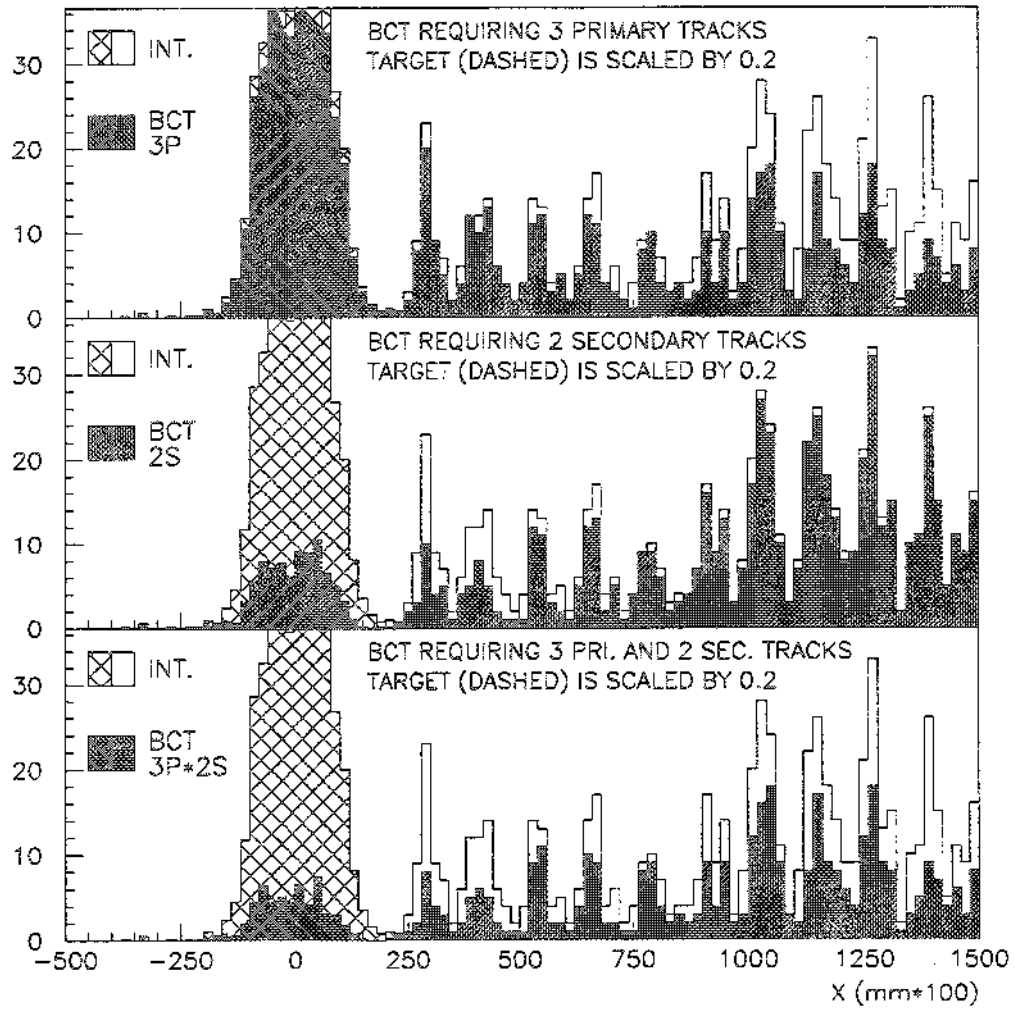 BCT REQUIRING 3 PRIMARY TRACKS
TARGET (DASHED) IS SCALED BY 0.2
INT.
BCT
3P
30
20
10
0
BCT REQUIRING 2 SECONDARY TRACKS
TARGET (DASHED) IS SCALED BY 0.2
INT.
BCT
2S
30
20
10
0
BCT REQUIRING 3 PRI. AND 2 SEC. TRACKS
TARGET (DASHED) IS SCALED BY 0.2
INT.
BCT
3P*2S
30
20
10
0
-500 -250 0 250 500 750 1000 1250 1500
X (mm*100)